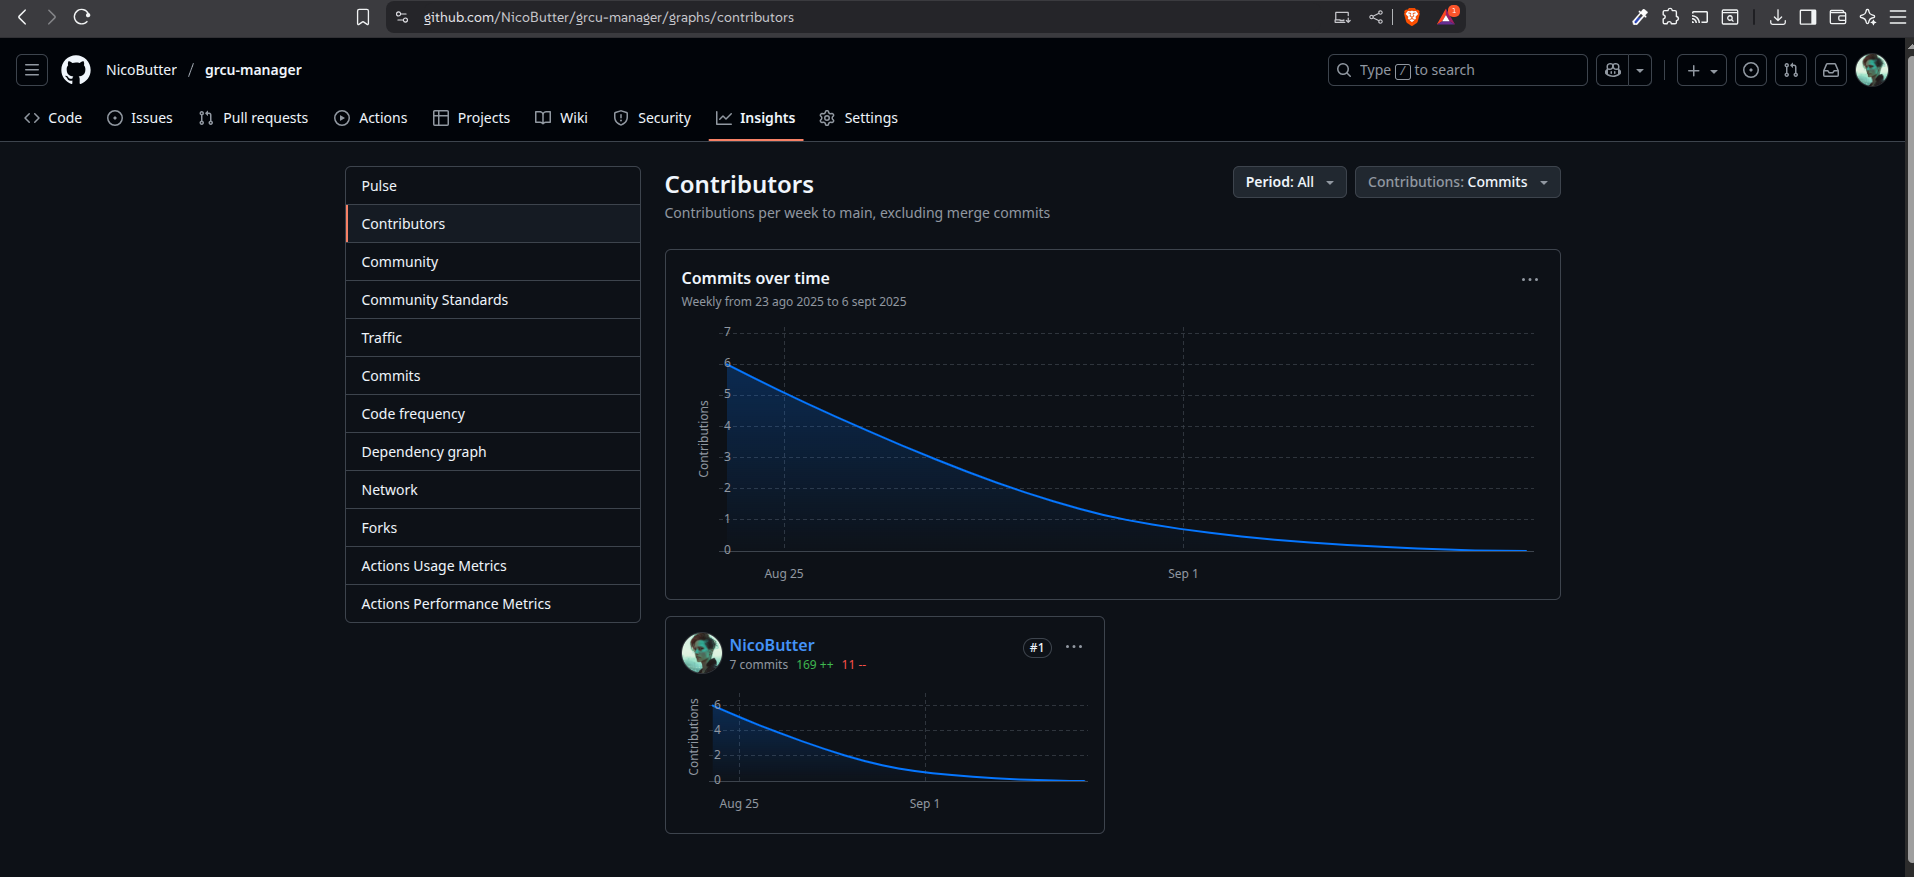 github.com/NicoButter/grcu-manager/graphs/contributors
1
NicoButter / grcu-manager
Type / to search
Code
Issues
Pull requests
Actions
Projects
Wiki
Security
Insights
Settings
Pulse
Contributors
Community
Community Standards
Traffic
Commits
Code frequency
Dependency graph
Network
Forks
Actions Usage Metrics
Actions Performance Metrics
Contributors
Period: All
Contributions: Commits
Contributions per week to main, excluding merge commits
Commits over time
Weekly from 23 ago 2025 to 6 sept 2025
Contributions
7
6
5
4
3
2
1
0
Aug 25
Sep 1
NicoButter
#1
7 commits 169 ++ 11 --
Contributions
6
4
2
0
Aug 25
Sep 1